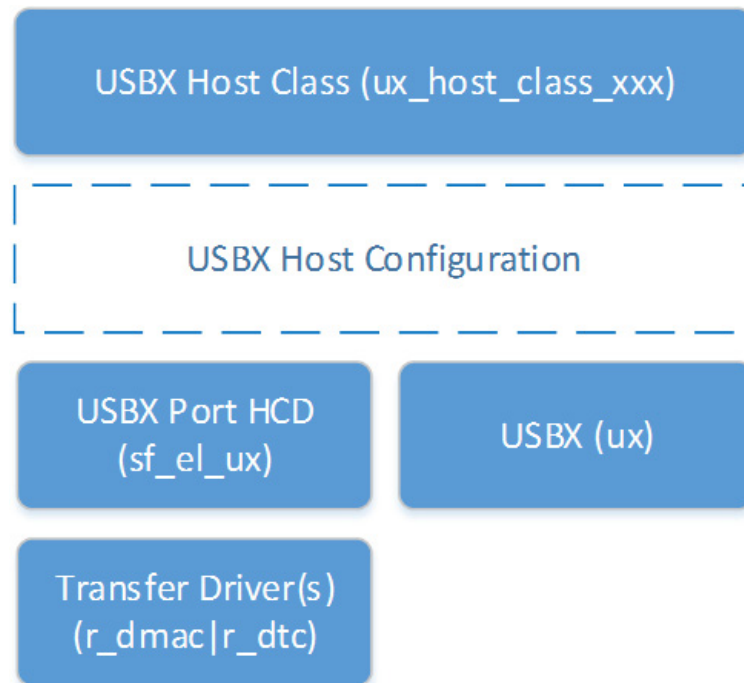 USBX Host Class (ux_host_class_xxx)
USBX Host Configuration
USBX Port HCD
(sf_el_ux)
USBX (ux)
Transfer Driver(s)
(r_dmac|r_dtc)